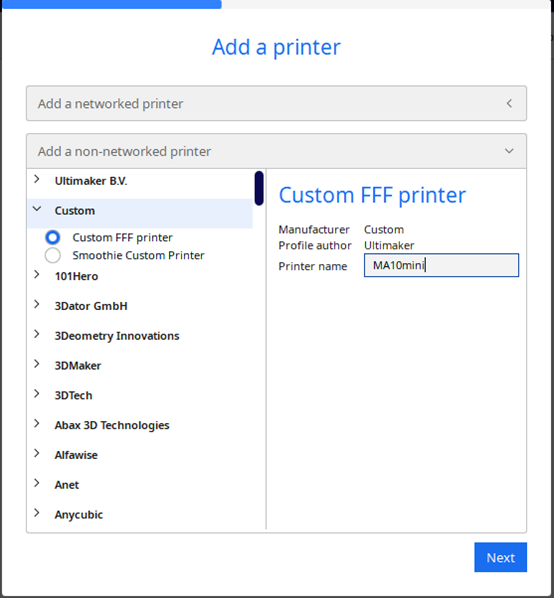 Add a printer
Add a networked printer
Add a non-networked printer
Ultimaker B.V.
Custom
Custom FFF printer
Smoothie Custom Printer
101Hero
3Dator GmbH
3Deometry Innovations
3DMaker
3DTech
Abax 3D Technologies
Alfawise
Anet
Anycubic
Custom FFF printer
Manufacturer Custom
Profile author Ultimaker
Printer name MA10mini
Next